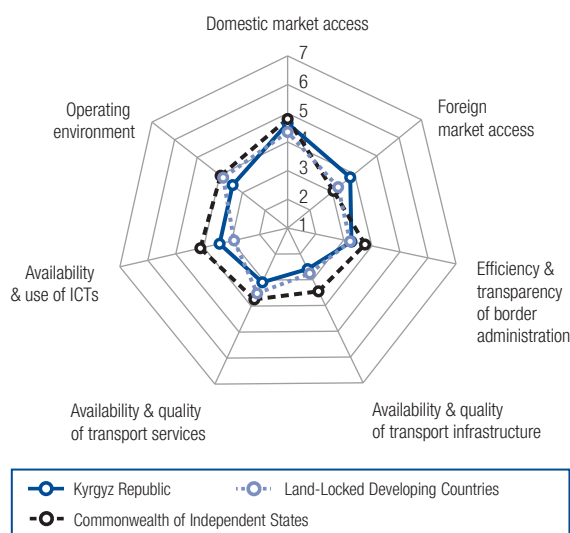 Domestic market access
7
6
5
4
3
2
1
Foreign
market access
Efficiency &
transparency
of border
administration
Availability & quality
of transport infrastructure
Availability & quality
of transport services
Availability
& use of ICTs
Operating
environment
Kyrgyz Republic
Land-Locked Developing Countries
Commonwealth of Independent States